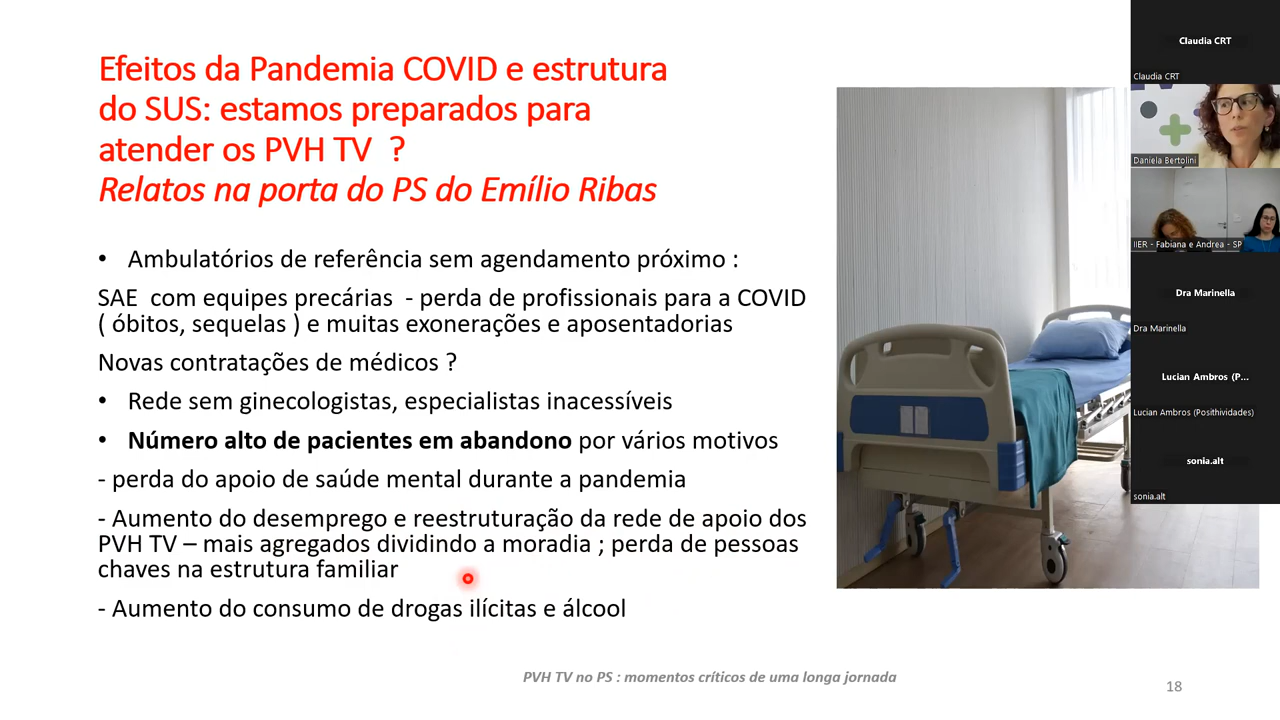 Efeitos da Pandemia COVID e estrutura
do SUS: estamos preparados para
atender os PVH TV ?
Relatos na porta do PS do Emílio Ribas
• Ambulatórios de referência sem agendamento próximo :
SAE com equipes precárias - perda de profissionais para a COVID
( óbitos, sequelas ) e muitas exonerações e aposentadorias
Novas contratações de médicos ?
• Rede sem ginecologistas, especialistas inacessíveis
• Número alto de pacientes em abandono por vários motivos
- perda do apoio de saúde mental durante a pandemia
- Aumento do desemprego e reestruturação da rede de apoio dos
PVH TV – mais agregados dividindo a moradia ; perda de pessoas
chaves na estrutura familiar
- Aumento do consumo de drogas ilícitas e álcool
PVH TV no PS : momentos críticos de uma longa jornada
18
Claudia CRT
Claudia CRT
Daniela Bertolini
IIER - Fabiana e Andrea - SP
Dra Marinella
Dra Marinella
Lucian Ambros (P...
Lucian Ambros (Posithividades)
sonia.alt
sonia.alt